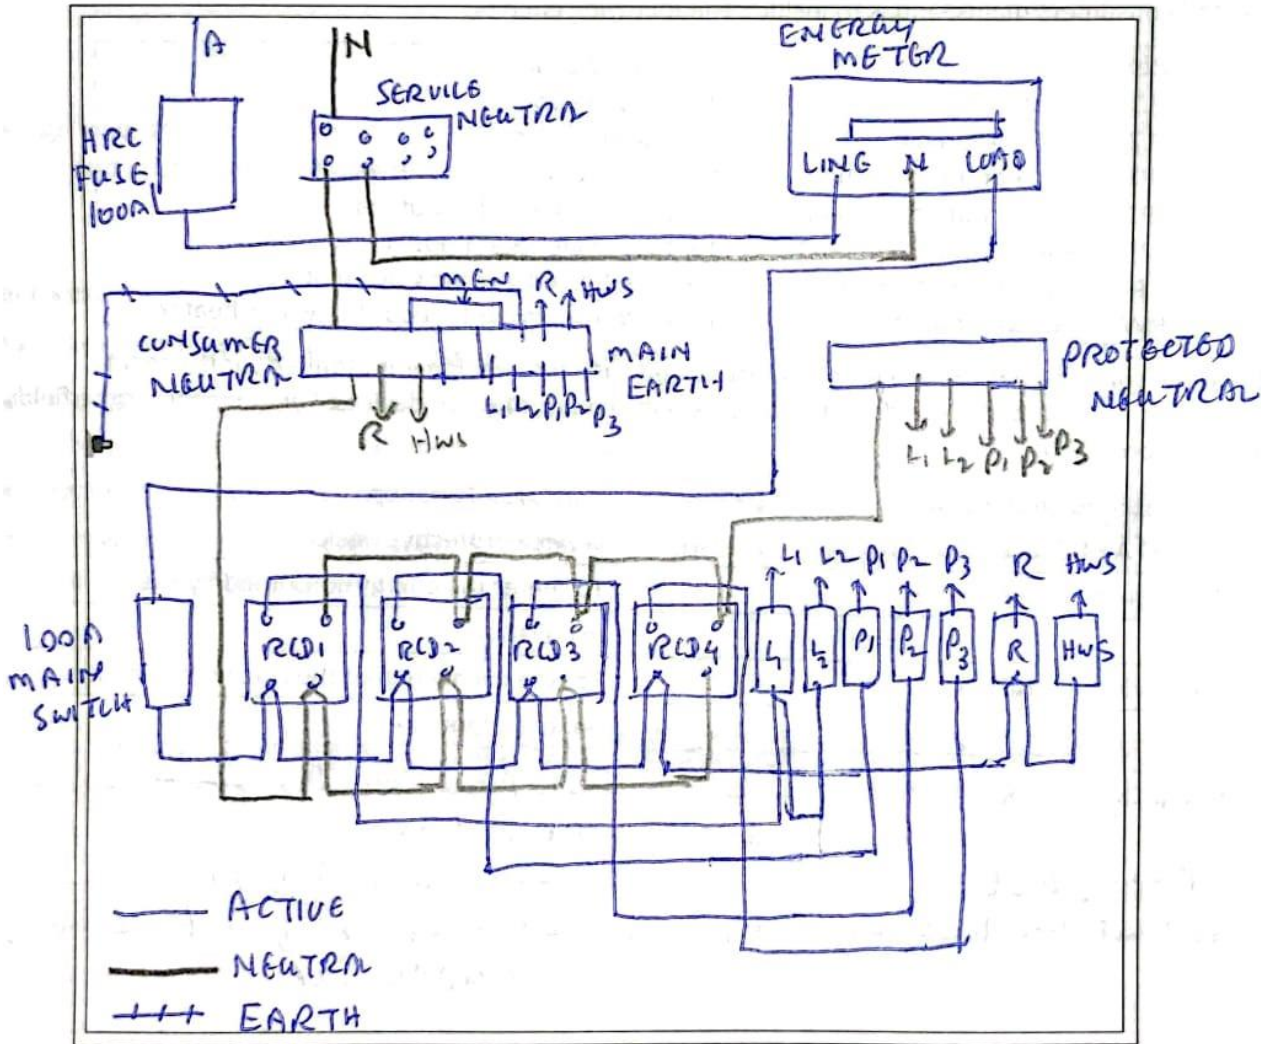 A
N
SERVICE
NEUTRAL
ENERGY
METER
HRC
FUSE
100A
LINE N LOAD
MEN R HWS
CONSUMER
NEUTRAL
MAIN
EARTH
L1 L2 P1 P2 P3
R HWS
PROTECTED
NEUTRAL
L1 L2 P1 P2 P3
L1 L2 P1 P2 P3 R HWS
100A
MAIN
SWITCH
RCD1 RCD2 RCD3 RCD4 L1 L2 P1 P2 P3 R HWS
ACTIVE
NEUTRAL
EARTH